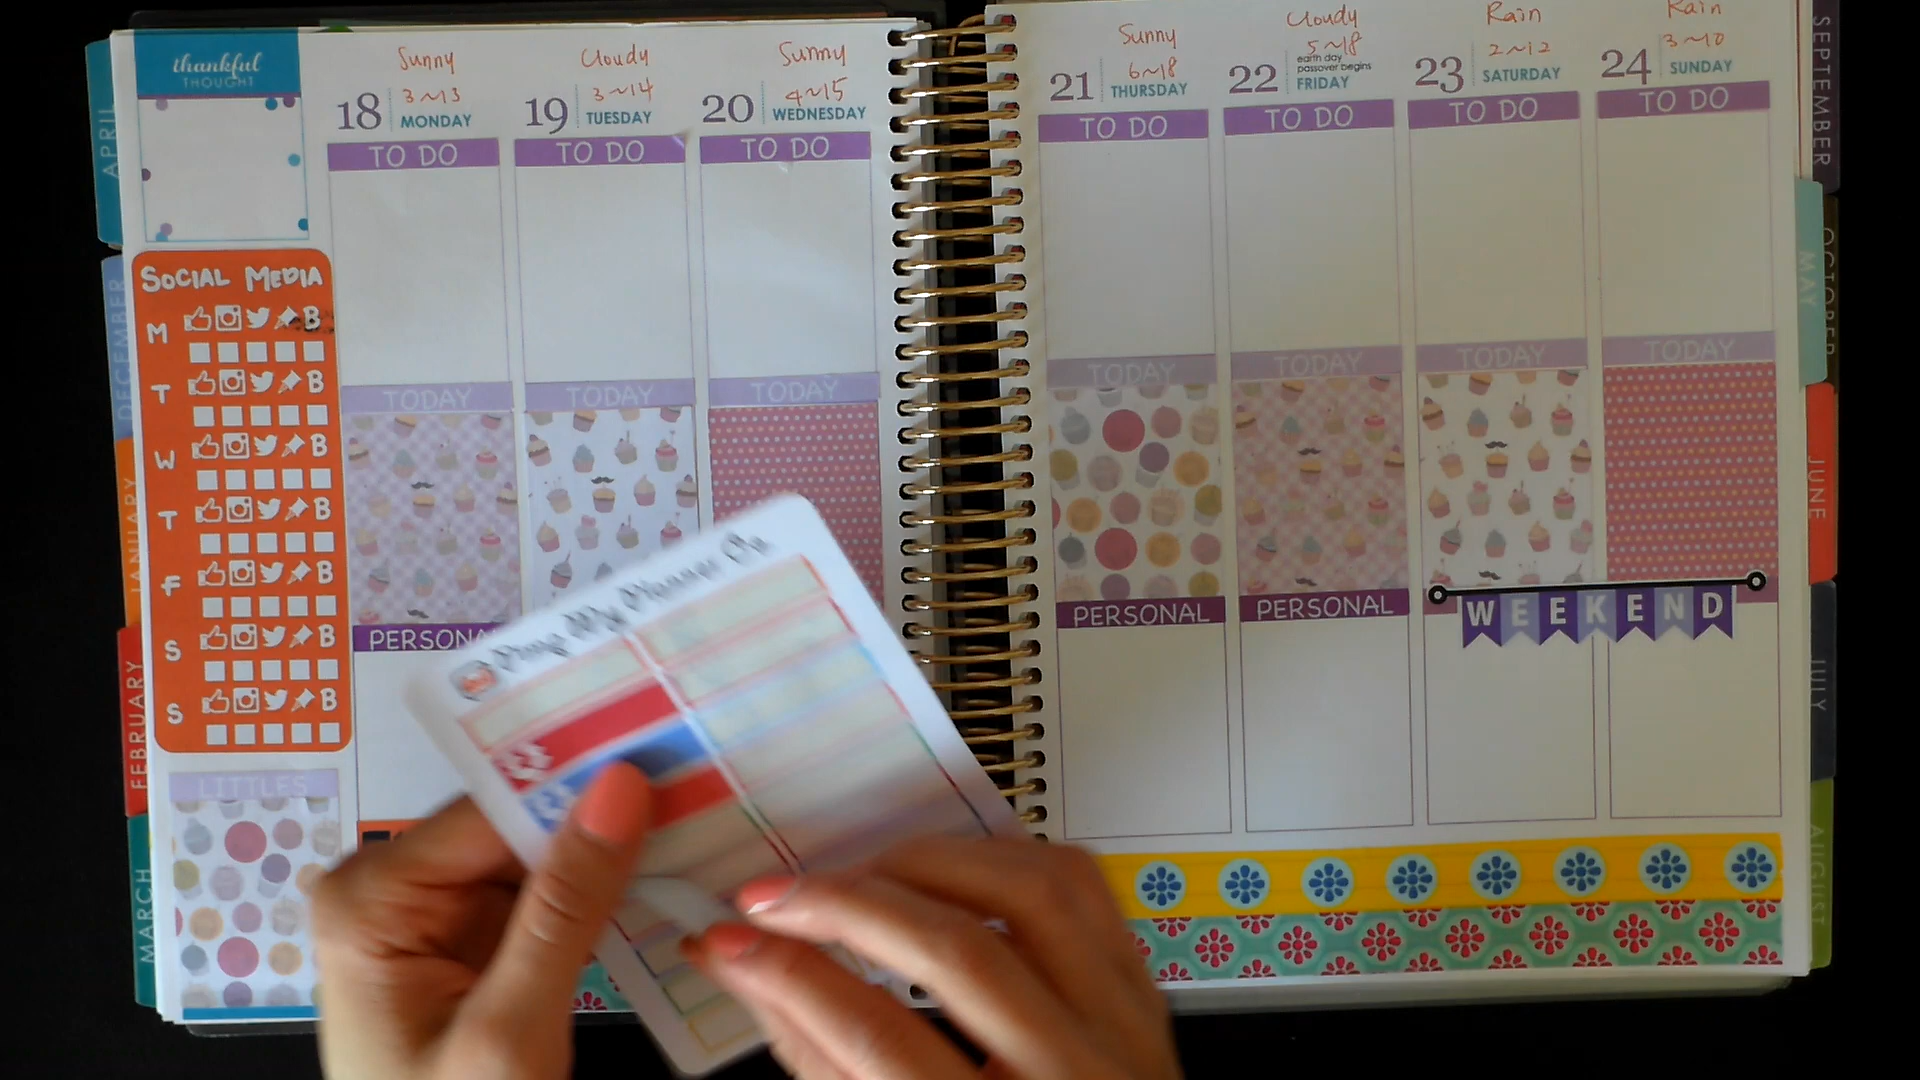 thankful
THOUGHT
Sunny
3~13
18 MONDAY
TO DO
TODAY
PERSONAL
Cloudy
3~14
19 TUESDAY
TO DO
TODAY
Sunny
4~15
20 WEDNESDAY
TO DO
TODAY
SOCIAL MEDIA
M
B
T
B
W
B
T
B
F
B
S
B
S
B
LITTLES
My Planner
Sunny
6~18
21 THURSDAY
TO DO
TODAY
PERSONAL
Cloudy
5~18
earth day
passover begins
22 FRIDAY
TO DO
TODAY
PERSONAL
Rain
2~12
23 SATURDAY
TO DO
TODAY
Rain
3~10
24 SUNDAY
TO DO
TODAY
WEEKEND
APRIL
DECEMBER
JANUARY
FEBRUARY
MARCH
SEPTEMBER
OCTOBER
MAY
JUNE
JULY
AUGUST